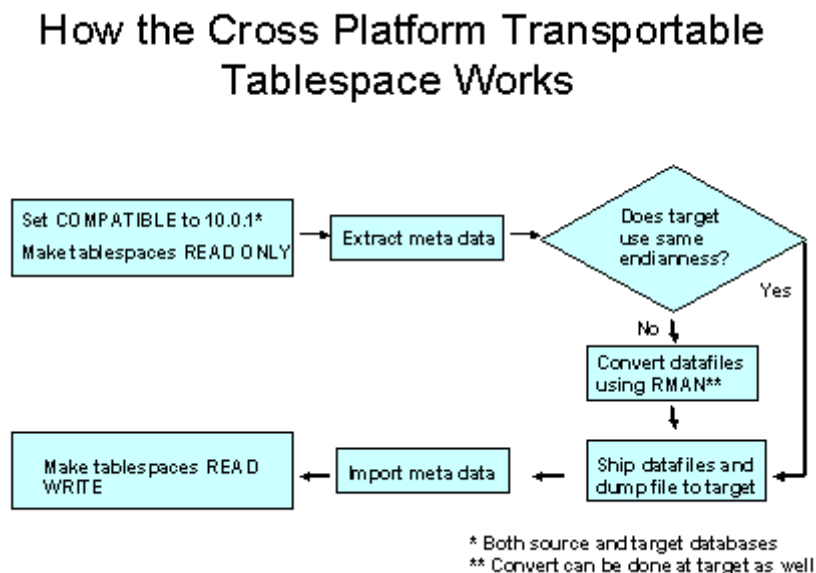 How the Cross Platform Transportable
Tablespace Works
Set COMPATIBLE to 10.0.1*
Make tablespaces READ ONLY
Extract meta data
Does target
use same
endianness?
Yes
No
Convert datafiles
using RMAN**
Ship datafiles and
dump file to target
Import meta data
Make tablespaces READ
WRITE
* Both source and target databases
** Convert can be done at target as well